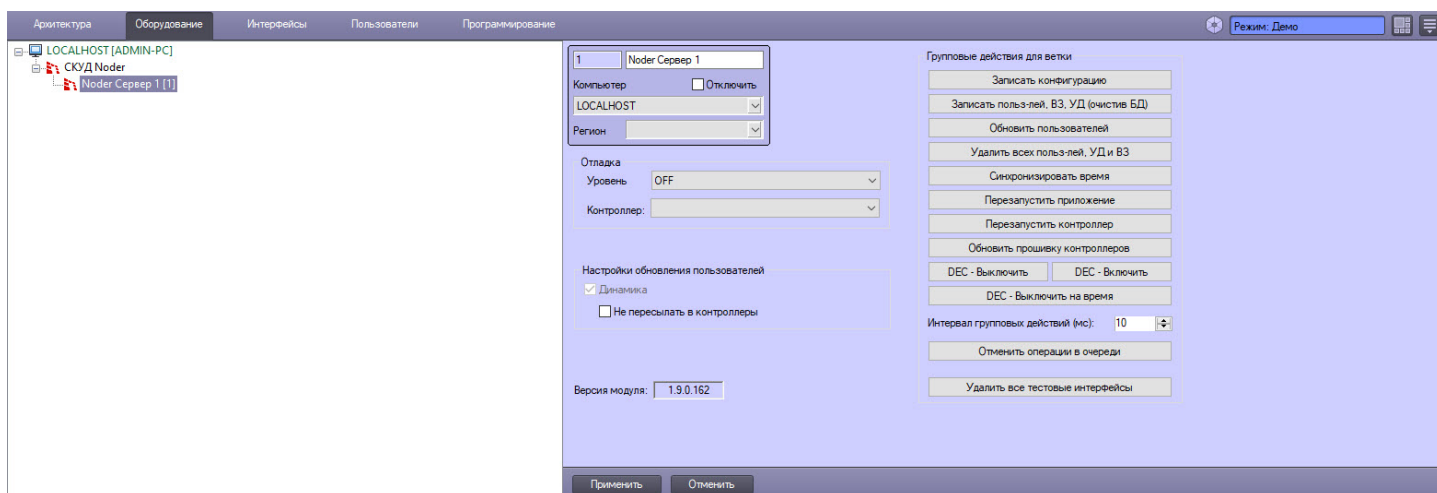 Архитектура Оборудование Интерфейсы Пользователи Программирование Режим: Демо
LOCALHOST [ADMIN-PC]
СКУД Noder
Noder Сервер 1 [1]
1 Noder Сервер 1
Компьютер Отключить
LOCALHOST
Регион
Отладка
Уровень OFF
Контроллер:
Настройки обновления пользователей
Динамика
Не пересылать в контроллеры
Версия модуля: 1.9.0.162
Групповые действия для ветки
Записать конфигурацию
Записать польз-лей, ВЗ, УД (очистив БД)
Обновить пользователей
Удалить всех польз-лей, УД и ВЗ
Синхронизировать время
Перезапустить приложение
Перезапустить контроллер
Обновить прошивку контроллеров
DEC - Выключить DEC - Включить
DEC - Выключить на время
Интервал групповых действий (мс): 10
Отменить операции в очереди
Удалить все тестовые интерфейсы
Применить Отменить